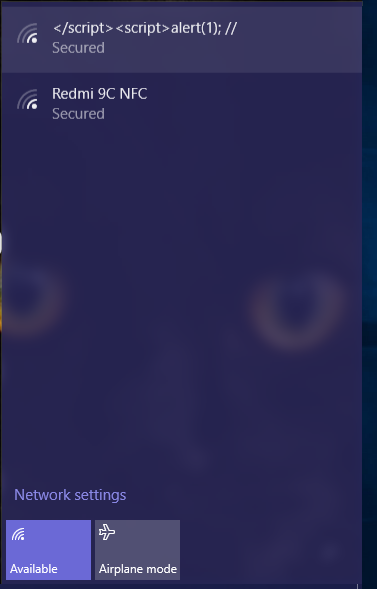 </script><script>alert(1); //
Secured
Redmi 9C NFC
Secured
Network settings
Available
Airplane mode